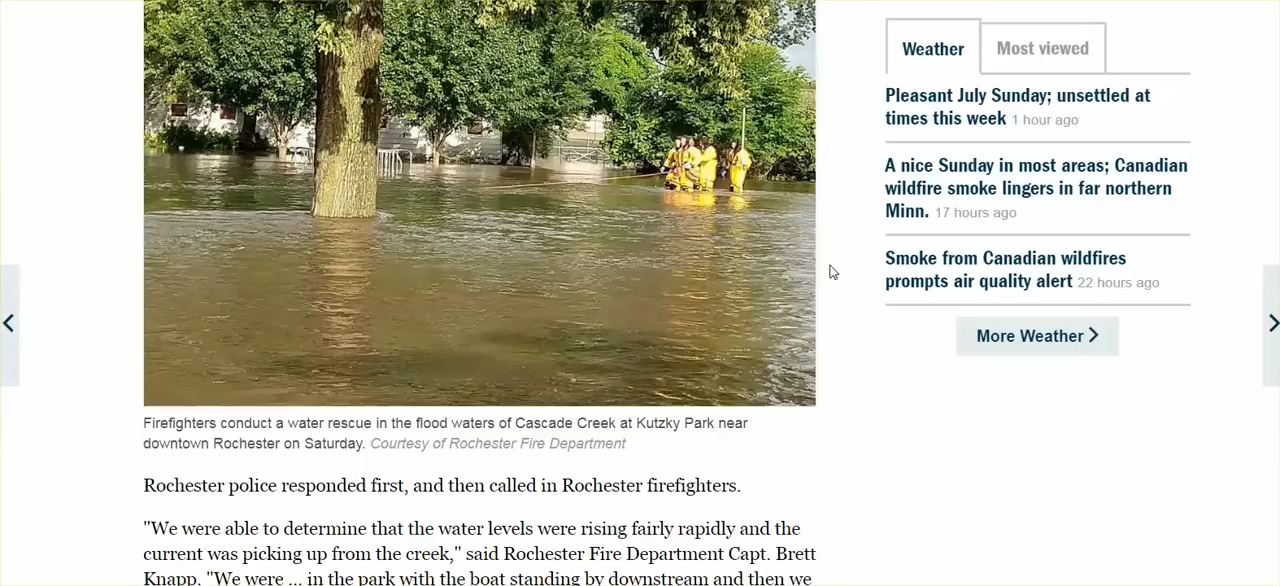 Weather
Most viewed
Pleasant July Sunday; unsettled at
times this week 1 hour ago
A nice Sunday in most areas; Canadian
wildfire smoke lingers in far northern
Minn. 17 hours ago
Smoke from Canadian wildfires
prompts air quality alert 22 hours ago
More Weather
Firefighters conduct a water rescue in the flood waters of Cascade Creek at Kutzky Park near
downtown Rochester on Saturday. Courtesy of Rochester Fire Department
Rochester police responded first, and then called in Rochester firefighters.
"We were able to determine that the water levels were rising fairly rapidly and the
current was picking up from the creek," said Rochester Fire Department Capt. Brett
Knapp. "We were ... in the park with the boat standing by downstream and then we